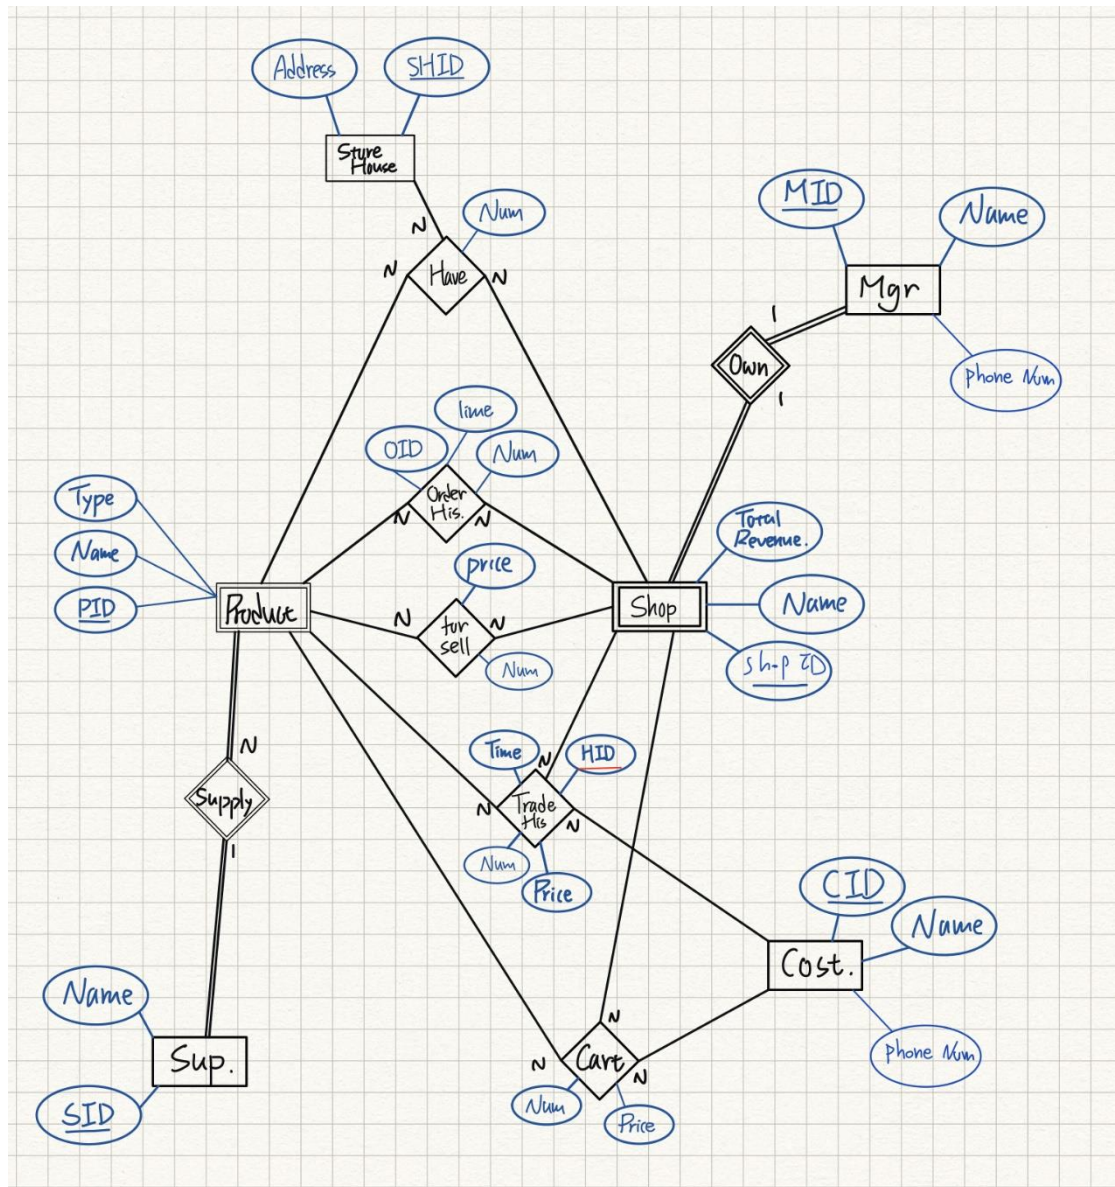 Address
SHID
Store
House
Num
N
Have
N
N
MID
Name
Mgr
1
Own
1
phone Num
Time
OID
Num
Order
His.
N
N
Type
Name
PID
Product
price
for
sell
N
N
Num
Total
Revenue.
Shop
Name
shop ID
N
Supply
1
Time
HID
N
Trade
His
N
N
Num
Price
CID
Name
Cost.
phone Num
Name
Sup.
SID
N
Cart
N
N
Num
Price